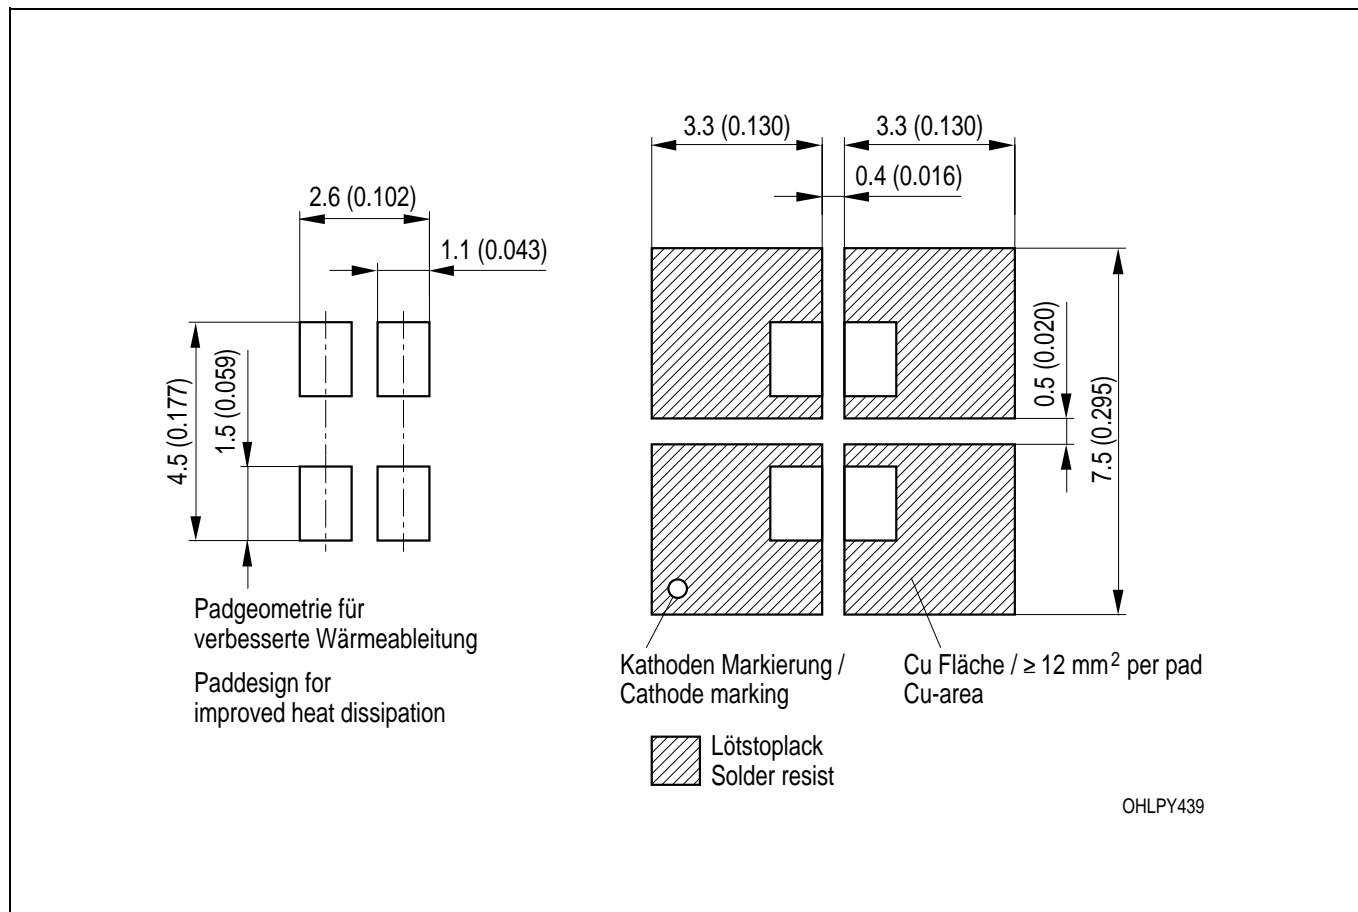 3.3 (0.130) 3.3 (0.130)
0.4 (0.016)
2.6 (0.102)
1.1 (0.043)
4.5 (0.177)
1.5 (0.059)
0.5 (0.020)
7.5 (0.295)
Padgeometrie für
verbesserte Wärmeableitung
Paddesign for
improved heat dissipation
Kathoden Markierung /
Cathode marking
Cu Fläche / ≥ 12 mm² per pad
Cu-area
Lötstoplack
Solder resist
OHLPY439